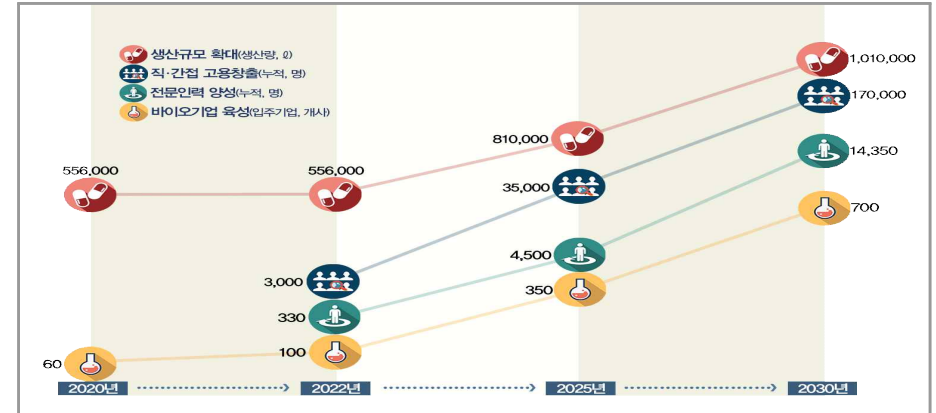 생산규모 확대(생산량, ℓ)
직·간접 고용창출(누적, 명)
전문인력 양성(누적, 명)
바이오기업 육성(입주기업, 개사)
1,010,000
170,000
810,000
14,350
556,000
556,000
35,000
700
4,500
3,000
350
330
100
60
2020년
2022년
2025년
2030년